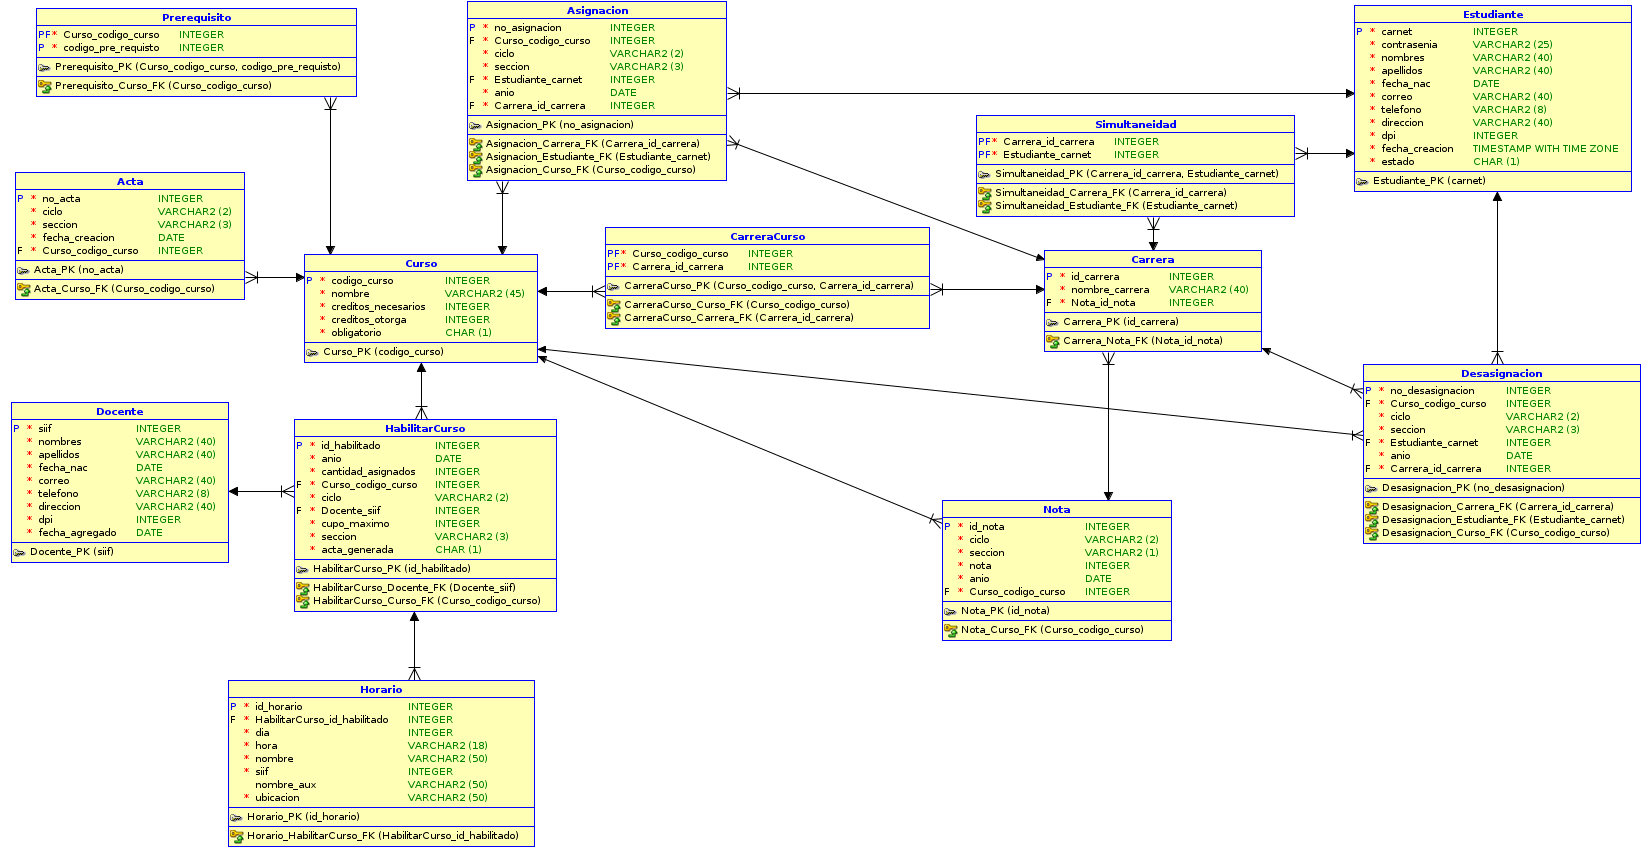 Prerequisito
PF* Curso_codigo_curso INTEGER
P * codigo_pre_requisto INTEGER
Prerequisito_PK (Curso_codigo_curso, codigo_pre_requisto)
Prerequisito_Curso_FK (Curso_codigo_curso)
Asignacion
P * no_asignacion INTEGER
F * Curso_codigo_curso INTEGER
* ciclo VARCHAR2 (2)
* seccion VARCHAR2 (3)
F * Estudiante_carnet INTEGER
* anio DATE
F * Carrera_id_carrera INTEGER
Asignacion_PK (no_asignacion)
Asignacion_Carrera_FK (Carrera_id_carrera)
Asignacion_Estudiante_FK (Estudiante_carnet)
Asignacion_Curso_FK (Curso_codigo_curso)
Estudiante
P * carnet INTEGER
* contrasenia VARCHAR2 (25)
* nombres VARCHAR2 (40)
* apellidos VARCHAR2 (40)
* fecha_nac DATE
* correo VARCHAR2 (40)
* telefono VARCHAR2 (8)
* direccion VARCHAR2 (40)
* dpi INTEGER
* fecha_creacion TIMESTAMP WITH TIME ZONE
* estado CHAR (1)
Estudiante_PK (carnet)
Simultaneidad
PF* Carrera_id_carrera INTEGER
PF* Estudiante_carnet INTEGER
Simultaneidad_PK (Carrera_id_carrera, Estudiante_carnet)
Simultaneidad_Carrera_FK (Carrera_id_carrera)
Simultaneidad_Estudiante_FK (Estudiante_carnet)
Acta
P * no_acta INTEGER
* ciclo VARCHAR2 (2)
* seccion VARCHAR2 (3)
* fecha_creacion DATE
F * Curso_codigo_curso INTEGER
Acta_PK (no_acta)
Acta_Curso_FK (Curso_codigo_curso)
Curso
P * codigo_curso INTEGER
* nombre VARCHAR2 (45)
* creditos_necesarios INTEGER
* creditos_otorga INTEGER
* obligatorio CHAR (1)
Curso_PK (codigo_curso)
CarreraCurso
PF* Curso_codigo_curso INTEGER
PF* Carrera_id_carrera INTEGER
CarreraCurso_PK (Curso_codigo_curso, Carrera_id_carrera)
CarreraCurso_Curso_FK (Curso_codigo_curso)
CarreraCurso_Carrera_FK (Carrera_id_carrera)
Carrera
P * id_carrera INTEGER
* nombre_carrera VARCHAR2 (40)
F * Nota_id_nota INTEGER
Carrera_PK (id_carrera)
Carrera_Nota_FK (Nota_id_nota)
Desasignacion
P * no_desasignacion INTEGER
F * Curso_codigo_curso INTEGER
* ciclo VARCHAR2 (2)
* seccion VARCHAR2 (3)
F * Estudiante_carnet INTEGER
* anio DATE
F * Carrera_id_carrera INTEGER
Desasignacion_PK (no_desasignacion)
Desasignacion_Carrera_FK (Carrera_id_carrera)
Desasignacion_Estudiante_FK (Estudiante_carnet)
Desasignacion_Curso_FK (Curso_codigo_curso)
Docente
P * siif INTEGER
* nombres VARCHAR2 (40)
* apellidos VARCHAR2 (40)
* fecha_nac DATE
* correo VARCHAR2 (40)
* telefono VARCHAR2 (8)
* direccion VARCHAR2 (40)
* dpi INTEGER
* fecha_agregado DATE
Docente_PK (siif)
HabilitarCurso
P * id_habilitado INTEGER
* anio DATE
* cantidad_asignados INTEGER
F * Curso_codigo_curso INTEGER
* ciclo VARCHAR2 (2)
F * Docente_siif INTEGER
* cupo_maximo INTEGER
* seccion VARCHAR2 (3)
* acta_generada CHAR (1)
HabilitarCurso_PK (id_habilitado)
HabilitarCurso_Docente_FK (Docente_siif)
HabilitarCurso_Curso_FK (Curso_codigo_curso)
Nota
P * id_nota INTEGER
* ciclo VARCHAR2 (2)
* seccion VARCHAR2 (1)
* nota INTEGER
* anio DATE
F * Curso_codigo_curso INTEGER
Nota_PK (id_nota)
Nota_Curso_FK (Curso_codigo_curso)
Horario
P * id_horario INTEGER
F * HabilitarCurso_id_habilitado INTEGER
* dia INTEGER
* hora VARCHAR2 (18)
* nombre VARCHAR2 (50)
* siif INTEGER
nombre_aux VARCHAR2 (50)
* ubicacion VARCHAR2 (50)
Horario_PK (id_horario)
Horario_HabilitarCurso_FK (HabilitarCurso_id_habilitado)